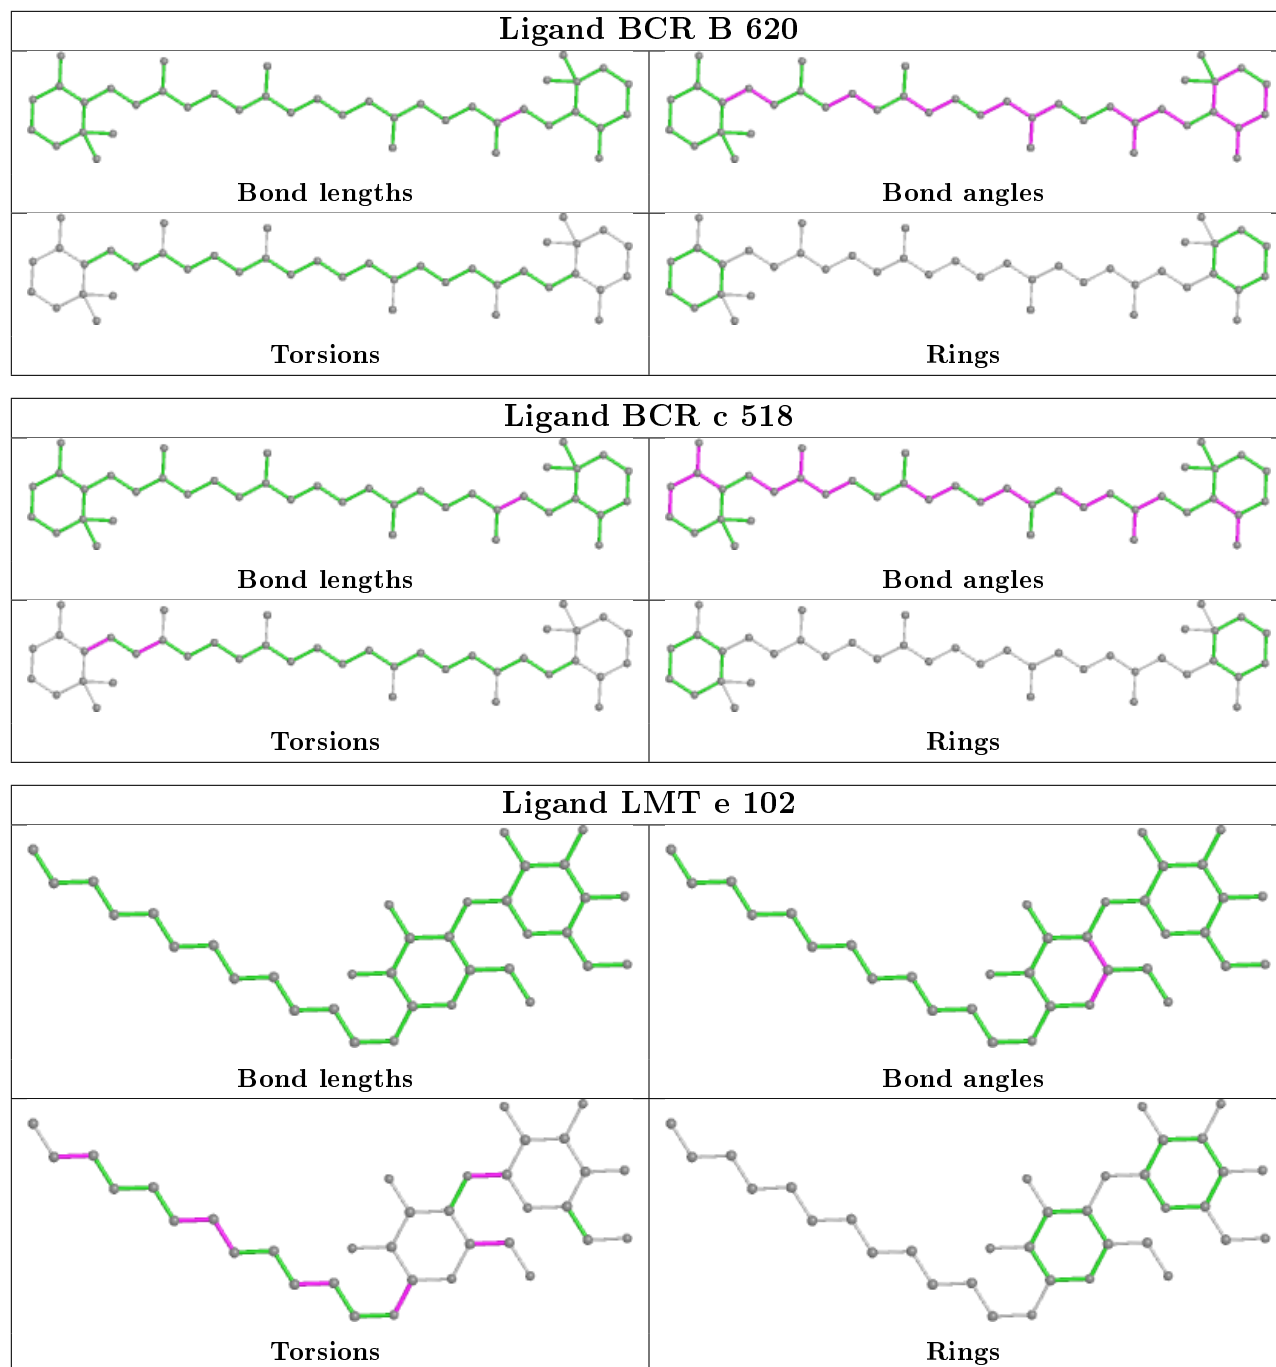 Ligand BCR B 620
Bond lengths
Bond angles
Torsions
Rings
Ligand BCR c 518
Bond lengths
Bond angles
Torsions
Rings
Ligand LMT e 102
Bond lengths
Bond angles
Torsions
Rings